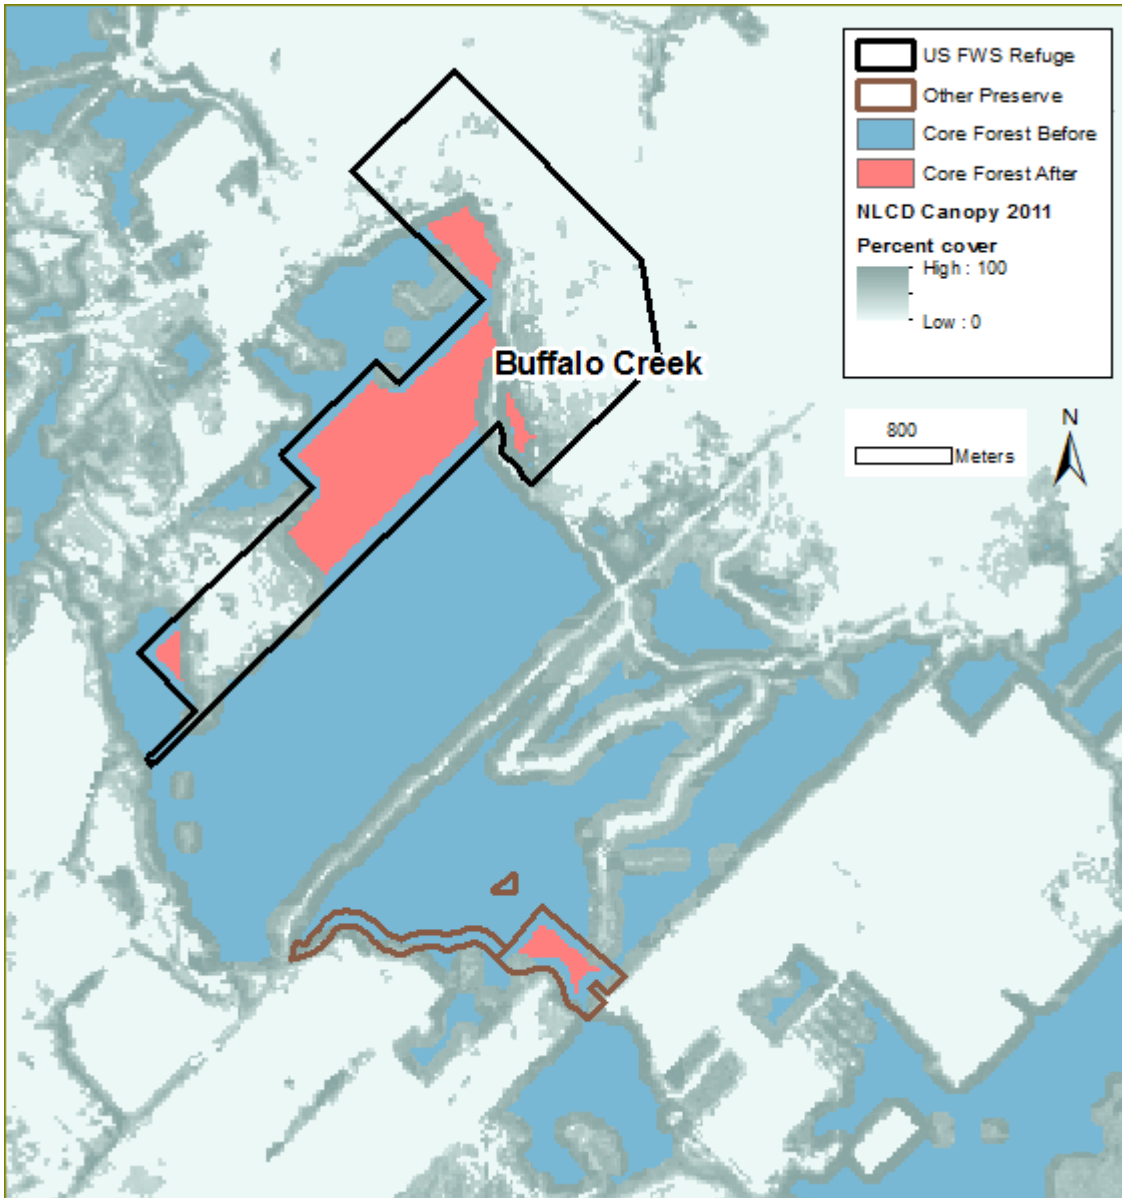 US FWS Refuge
Other Preserve
Core Forest Before
Core Forest After
NLCD Canopy 2011
Percent cover
High : 100
Low : 0
Buffalo Creek
800
Meters
N